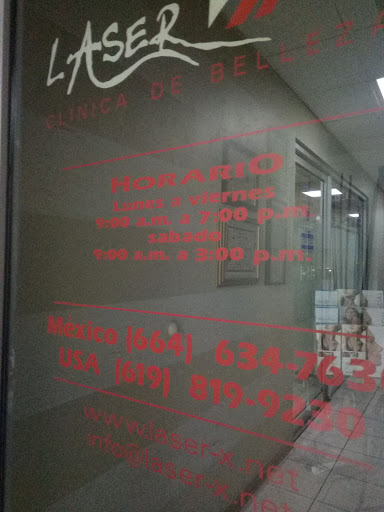 LASER
CLÍNICA DE BELLEZA
HORARIO
Lunes a viernes
9:00 a.m. a 7:00 p.m.
sabado
9:00 a.m. a 3:00 p.m.
México (664) 634-763
USA (619) 819-9230
www.laser-x.net
info@laser-x.net